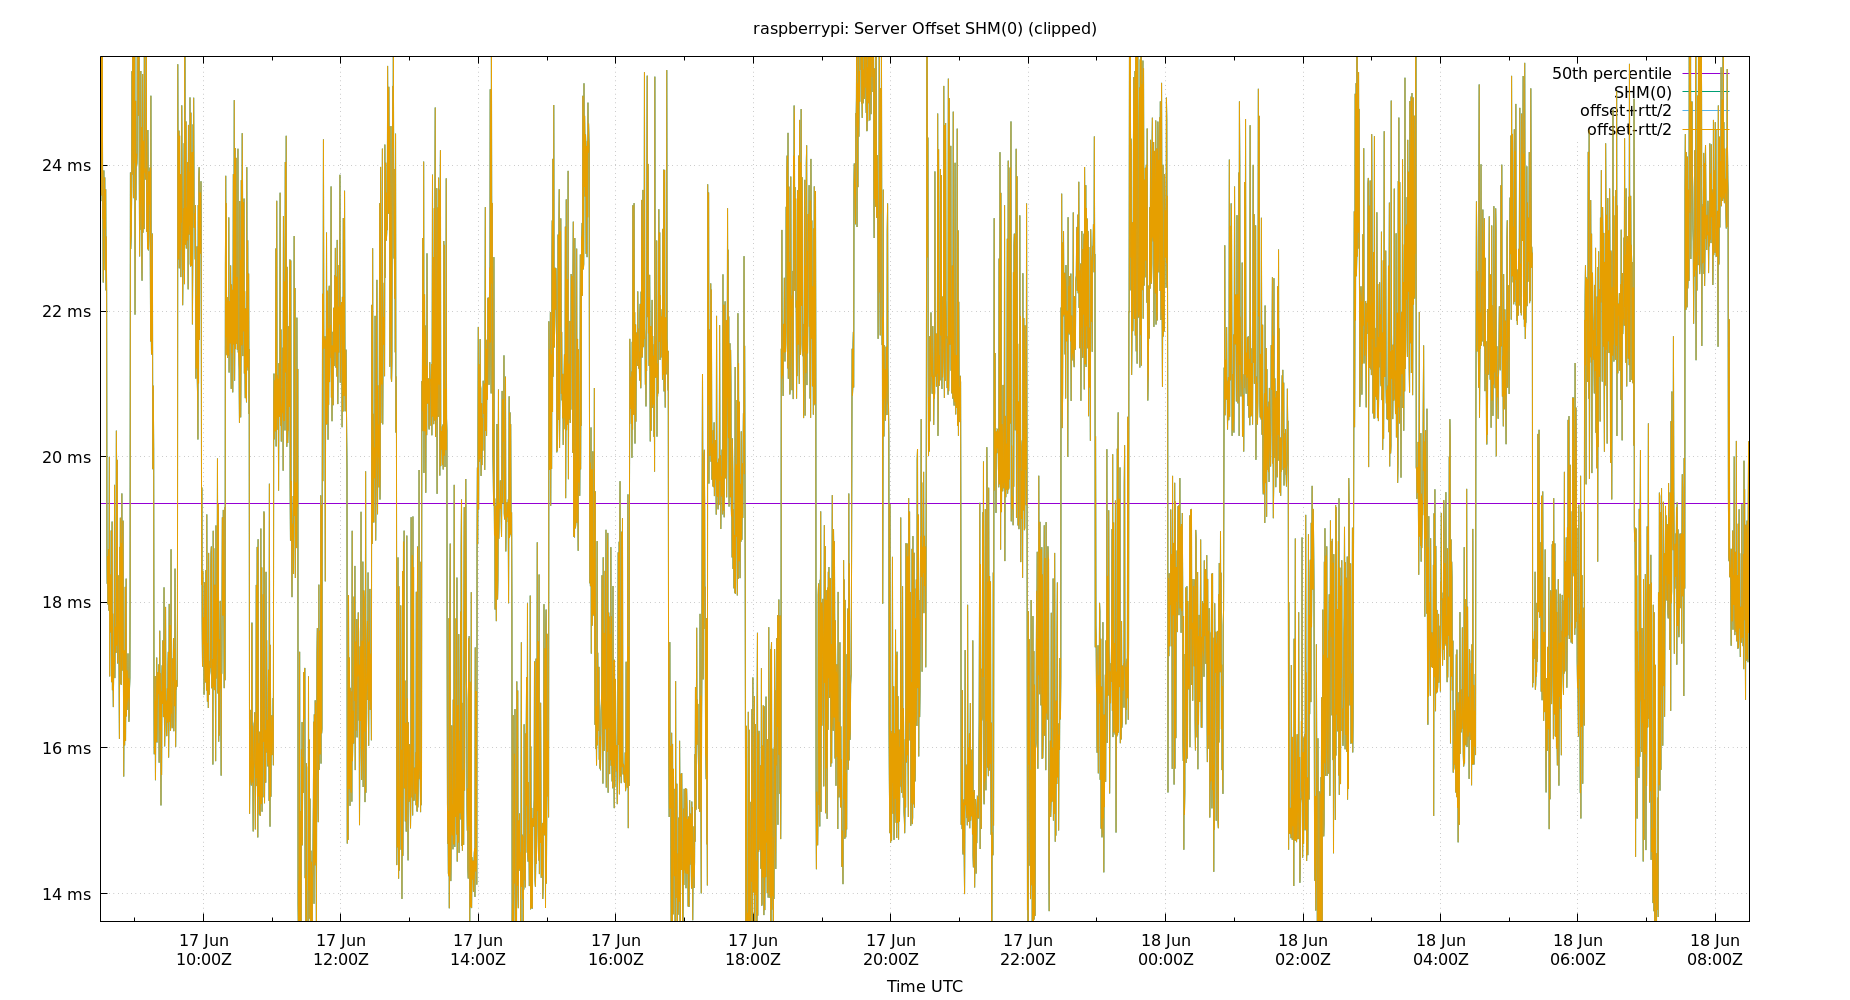 raspberrypi: Server Offset SHM(0) (clipped)
50th percentile
SHM(0)
offset+rtt/2
offset-rtt/2
24 ms
22 ms
20 ms
18 ms
16 ms
14 ms
17 Jun 17 Jun 17 Jun 17 Jun 17 Jun 17 Jun 17 Jun 18 Jun 18 Jun 18 Jun 18 Jun 18 Jun
10:00Z 12:00Z 14:00Z 16:00Z 18:00Z 20:00Z 22:00Z 00:00Z 02:00Z 04:00Z 06:00Z 08:00Z
Time UTC